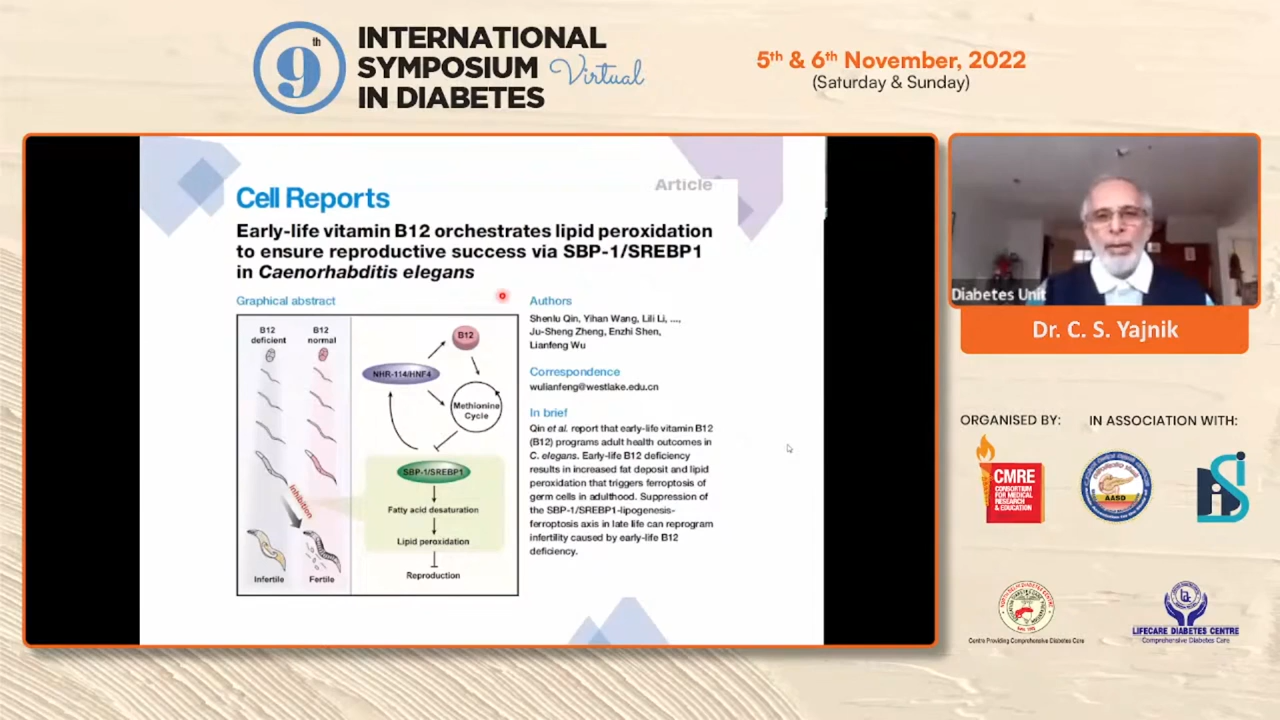 9th
INTERNATIONAL
SYMPOSIUM Virtual
IN DIABETES
5th & 6th November, 2022
(Saturday & Sunday)
Article
Cell Reports
Early-life vitamin B12 orchestrates lipid peroxidation
to ensure reproductive success via SBP-1/SREBP1
in Caenorhabditis elegans
Graphical abstract
B12 deficient
B12 normal
Inhibition
Infertile
Fertile
B12
NHR-114/HNF4
Methionine
Cycle
SBP-1/SREBP1
Fatty acid desaturation
Lipid peroxidation
Reproduction
Authors
Shenlu Qin, Yihan Wang, Lili Li, ...,
Ju-Sheng Zheng, Enzhi Shen,
Lianfeng Wu
Correspondence
wulianfeng@westlake.edu.cn
In brief
Qin et al. report that early-life vitamin B12
(B12) programs adult health outcomes in
C. elegans. Early-life B12 deficiency
results in increased fat deposit and lipid
peroxidation that triggers ferroptosis of
germ cells in adulthood. Suppression of
the SBP-1/SREBP1-lipogenesis-
ferroptosis axis in late life can reprogram
infertility caused by early-life B12
deficiency.
Diabetes Unit
Dr. C. S. Yajnik
ORGANISED BY:
IN ASSOCIATION WITH:
CMRE
CONSORTIUM
FOR MEDICAL
RESEARCH
& EDUCATION
AASD
Centre Providing Comprehensive Diabetes Care
LIFECARE DIABETES CENTRE
Comprehensive Diabetes Care